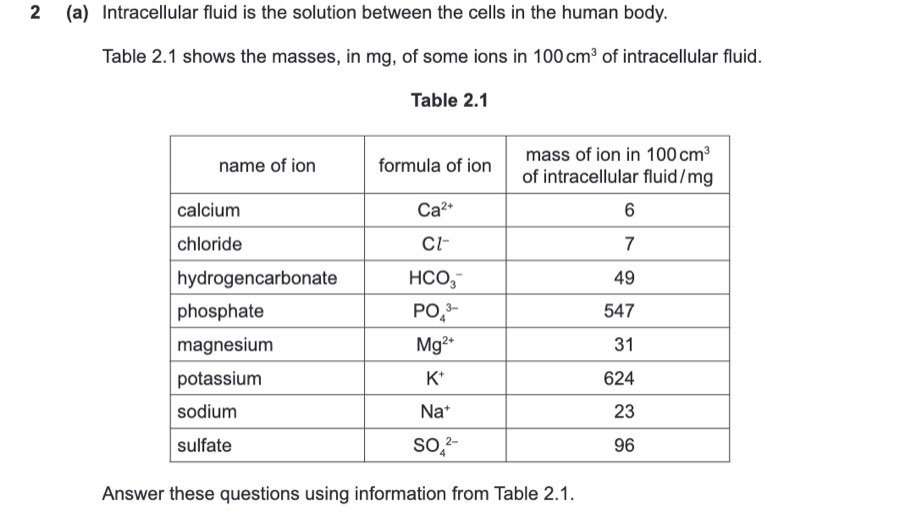 2 (a) Intracellular fluid is the solution between the cells in the human body.
Table 2.1 shows the masses, in mg, of some ions in 100 cm³ of intracellular fluid.
Table 2.1
name of ion formula of ion mass of ion in 100 cm³ of intracellular fluid / mg
calcium Ca²⁺ 6
chloride Cl⁻ 7
hydrogencarbonate HCO₃⁻ 49
phosphate PO₄³⁻ 547
magnesium Mg²⁺ 31
potassium K⁺ 624
sodium Na⁺ 23
sulfate SO₄²⁻ 96
Answer these questions using information from Table 2.1.